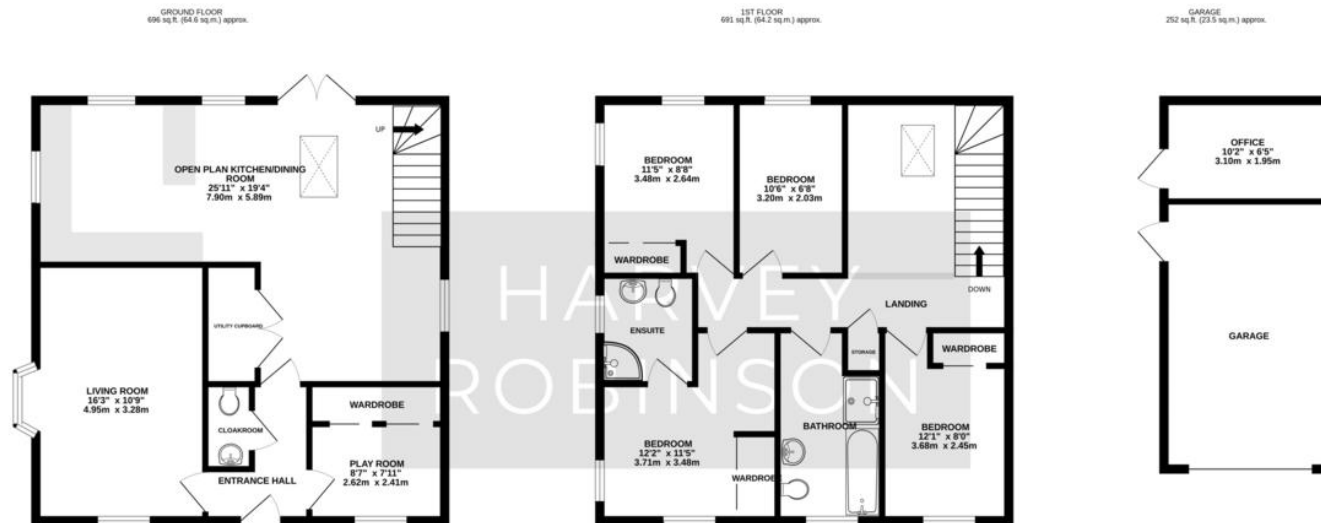 GROUND FLOOR
696 sq.ft. (64.6 sq.m.) approx.
UP
OPEN PLAN KITCHEN/DINING
ROOM
25'11" x 19'4"
7.90m x 5.89m
UTILITY CUPBOARD
LIVING ROOM
16'3" x 10'9"
4.95m x 3.28m
CLOAKROOM
WARDROBE
PLAY ROOM
8'7" x 7'11"
2.62m x 2.41m
ENTRANCE HALL
1ST FLOOR
691 sq.ft. (64.2 sq.m.) approx.
BEDROOM
11'5" x 8'8"
3.48m x 2.64m
BEDROOM
10'6" x 6'8"
3.20m x 2.03m
WARDROBE
DOWN
LANDING
ENSUITE
STORAGE
WARDROBE
BEDROOM
12'2" x 11'5"
3.71m x 3.48m
WARDROBE
BATHROOM
BEDROOM
12'1" x 8'0"
3.68m x 2.45m
HARVEY
ROBINSON
GARAGE
252 sq.ft. (23.5 sq.m.) approx.
OFFICE
10'2" x 6'5"
3.10m x 1.95m
GARAGE